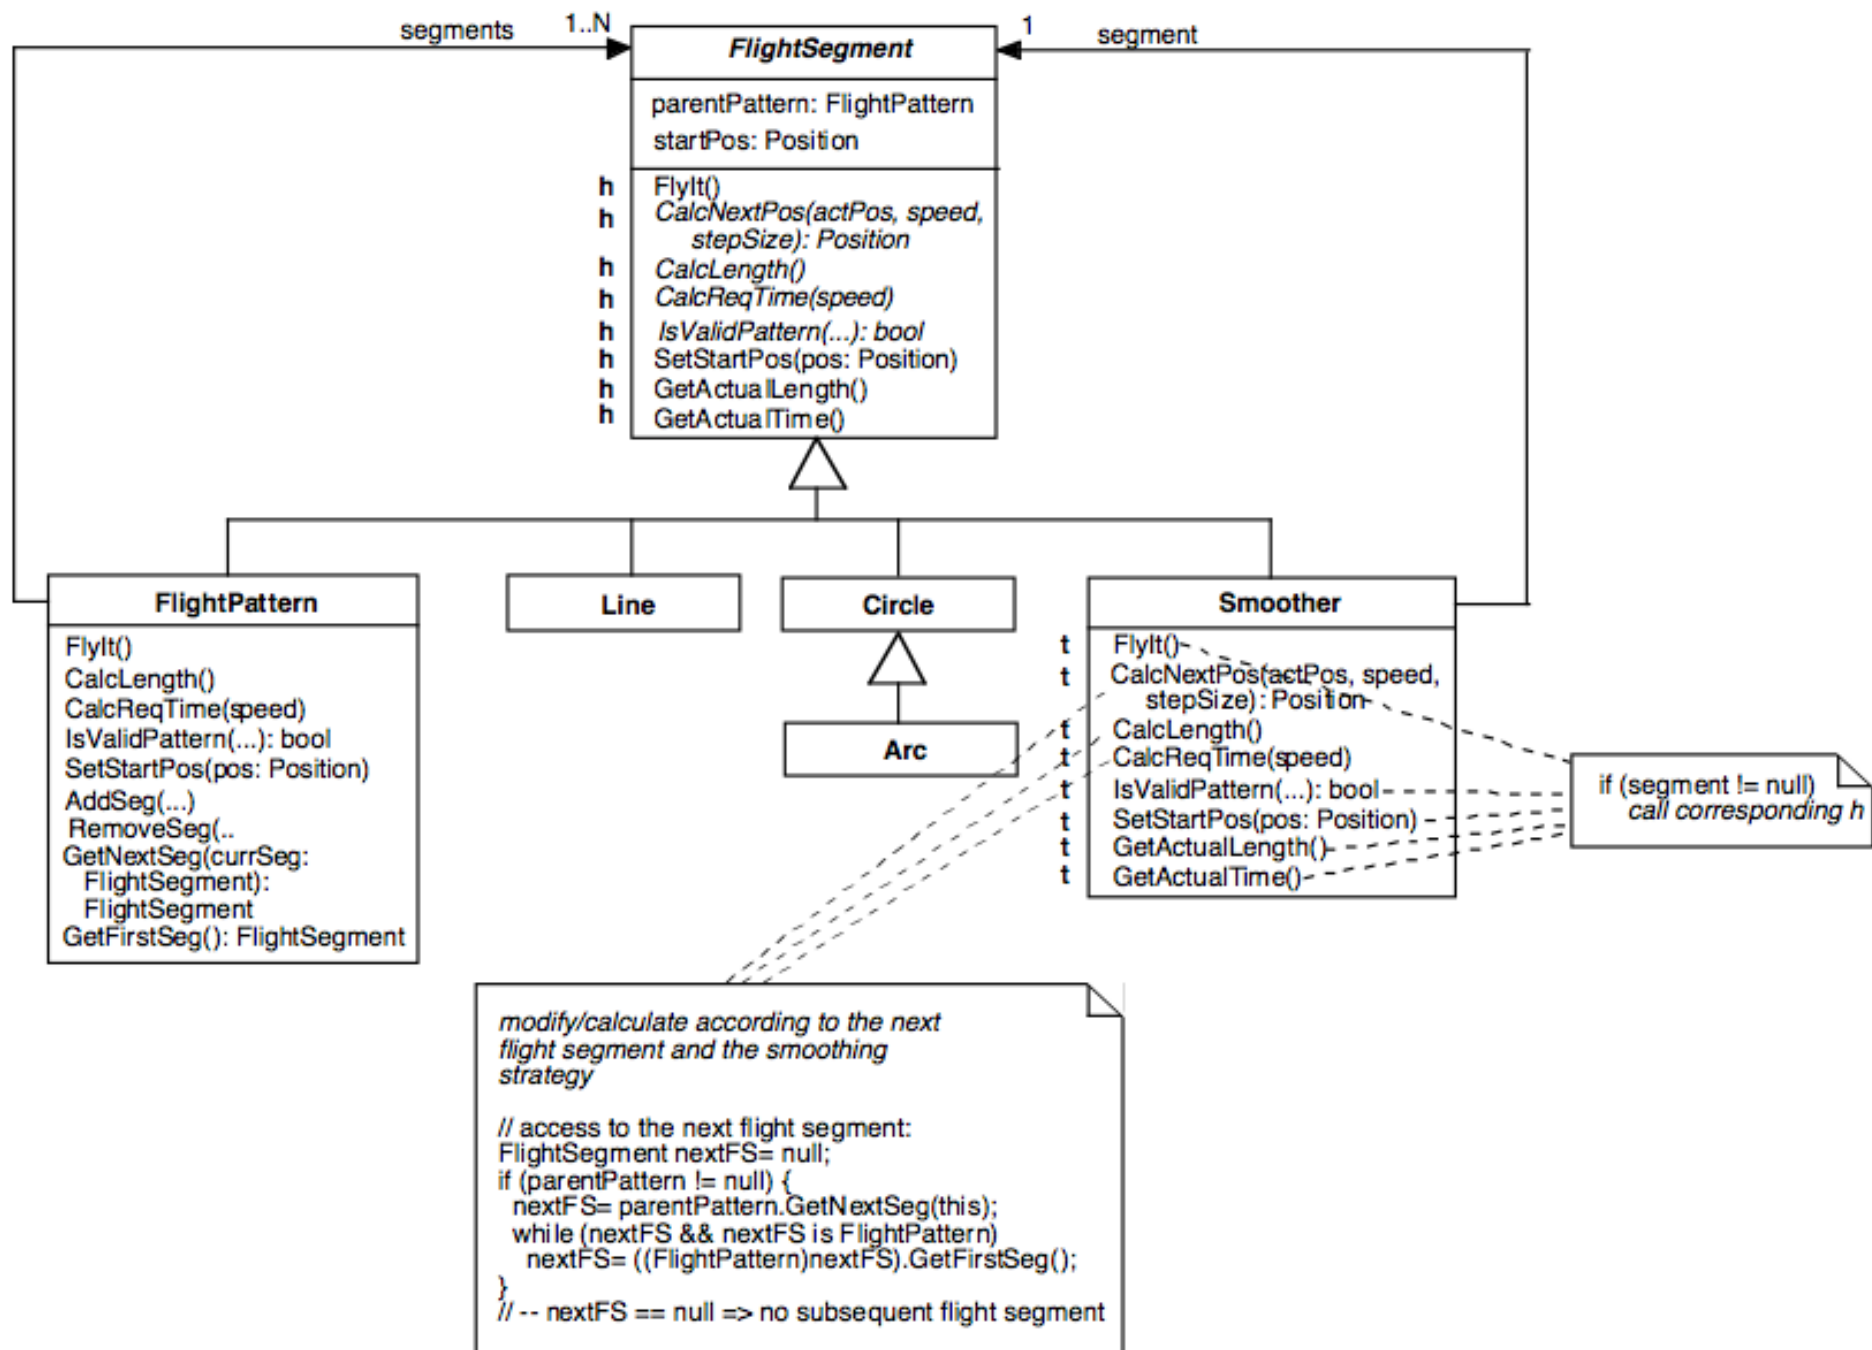 segments 1..N
1 segment
FlightSegment
parentPattern: FlightPattern
startPos: Position
h FlyIt()
h CalcNextPos(actPos, speed,
stepSize): Position
h CalcLength()
h CalcReqTime(speed)
h IsValidPattern(...): bool
h SetStartPos(pos: Position)
h GetActualLength()
h GetActualTime()
FlightPattern
FlyIt()
CalcLength()
CalcReqTime(speed)
IsValidPattern(...): bool
SetStartPos(pos: Position)
AddSeg(...)
RemoveSeg(..
GetNextSeg(currSeg:
FlightSegment):
FlightSegment
GetFirstSeg(): FlightSegment
Line
Circle
Arc
Smoother
t FlyIt()
t CalcNextPos(actPos, speed,
stepSize): Position
t CalcLength()
t CalcReqTime(speed)
t IsValidPattern(...): bool
t SetStartPos(pos: Position)
t GetActualLength()
t GetActualTime()
if (segment != null)
call corresponding h
modify/calculate according to the next
flight segment and the smoothing
strategy
// access to the next flight segment:
FlightSegment nextFS= null;
if (parentPattern != null) {
nextFS= parentPattern.GetNextSeg(this);
while (nextFS && nextFS is FlightPattern)
nextFS= ((FlightPattern)nextFS).GetFirstSeg();
}
// -- nextFS == null => no subsequent flight segment